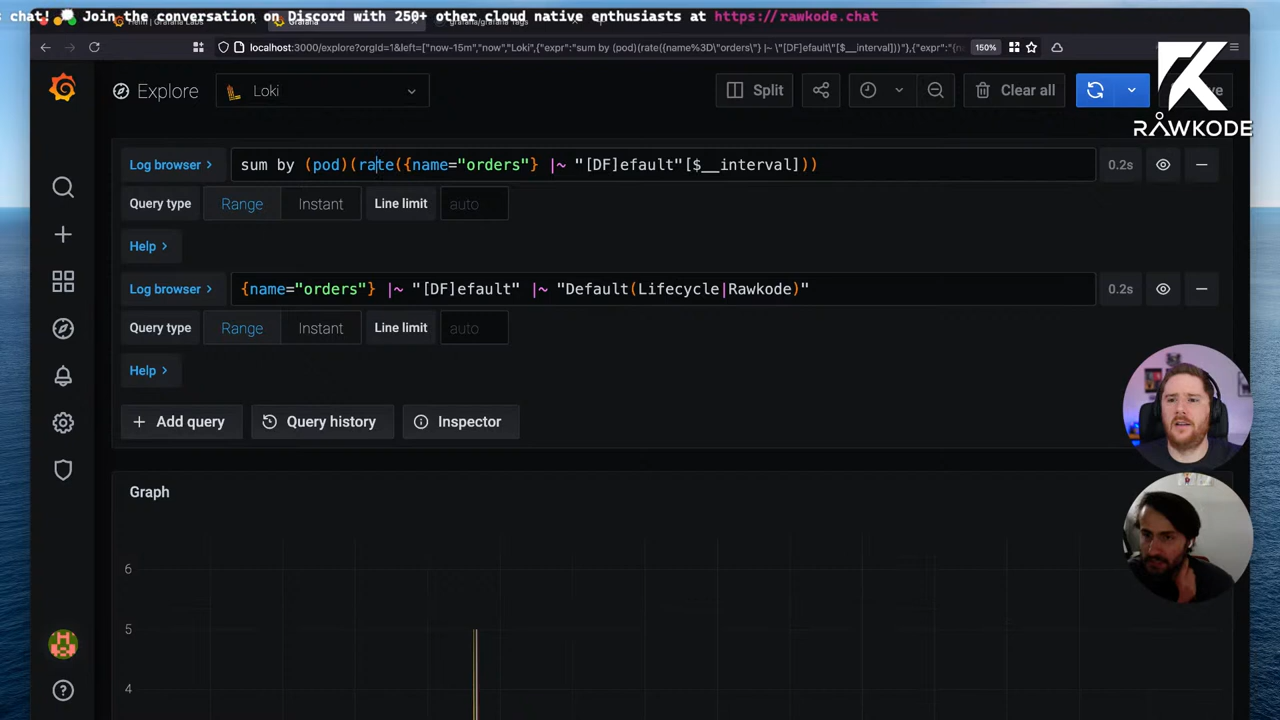 chat! Join the conversation on Discord with 250+ other Cloud native enthusiasts at https://rawkode.chat
Grafana
grafana/grafana Tags
localhost:3000/explore?orgId=1&left=["now-15m","now","Loki",{"expr":"sum by (pod)(rate({name%3D\"orders\"} |~ \"[DF]efault\"[$__interval]))"},{"expr":"{n
150%
Explore
Loki
Split
Clear all
RAWKODE
Log browser >
sum by (pod)(rate({name="orders"} |~ "[DF]efault"[$__interval]))
0.2s
Query type
Range
Instant
Line limit
auto
Help >
Log browser >
{name="orders"} |~ "[DF]efault" |~ "Default(Lifecycle|Rawkode)"
0.2s
Query type
Range
Instant
Line limit
auto
Help >
+ Add query
Query history
Inspector
Graph
6
5
4